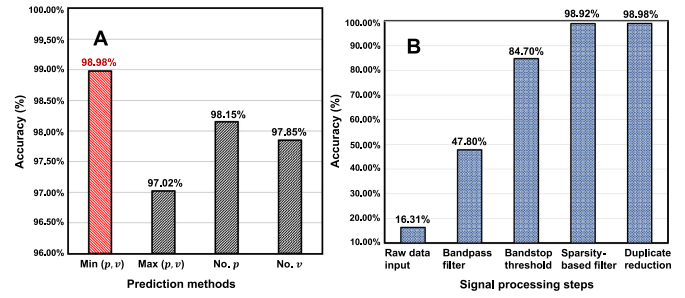 A
Accuracy (%)
100.00%
99.50%
99.00%
98.50%
98.00%
97.50%
97.00%
96.50%
96.00%
98.98%
97.02%
98.15%
97.85%
Min (p, v)
Max (p, v)
No. p
No. v
Prediction methods
B
Accuracy (%)
100.00%
90.00%
80.00%
70.00%
60.00%
50.00%
40.00%
30.00%
20.00%
10.00%
16.31%
47.80%
84.70%
98.92%
98.98%
Raw data
input
Bandpass
filter
Bandstop
threshold
Sparsity-
based filter
Duplicate
reduction
Signal processing steps